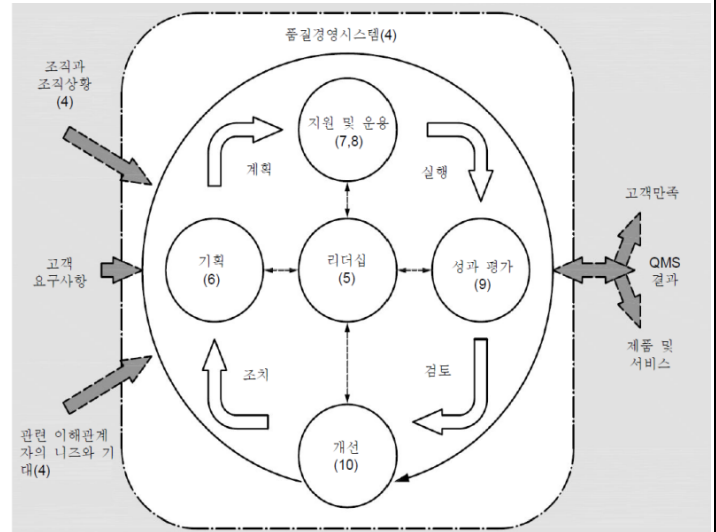 품질경영시스템(4)
조직과
조직상황
(4)
지원 및 운용
(7,8)
계획
실행
고객만족
고객
요구사항
기획
(6)
리더십
(5)
성과 평가
(9)
QMS
결과
제품 및
서비스
조치
검토
관련 이해관계
자의 니즈와 기
대(4)
개선
(10)